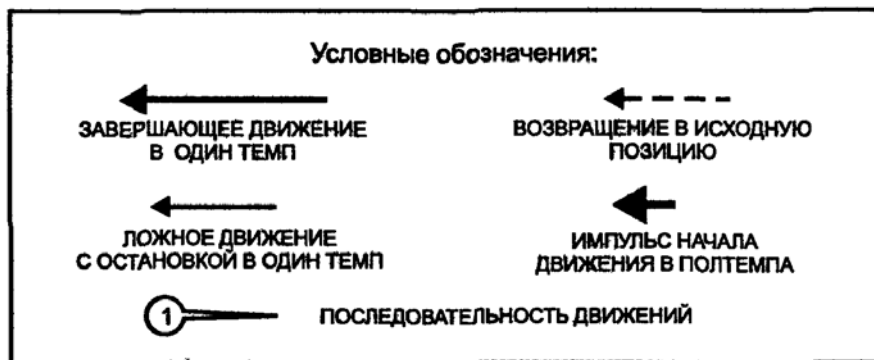 Условные обозначения:
ЗАВЕРШАЮЩЕЕ ДВИЖЕНИЕ
В ОДИН ТЕМП
ВОЗВРАЩЕНИЕ В ИСХОДНУЮ
ПОЗИЦИЮ
ЛОЖНОЕ ДВИЖЕНИЕ
С ОСТАНОВКОЙ В ОДИН ТЕМП
ИМПУЛЬС НАЧАЛА
ДВИЖЕНИЯ В ПОЛТЕМПА
1 ПОСЛЕДОВАТЕЛЬНОСТЬ ДВИЖЕНИЙ